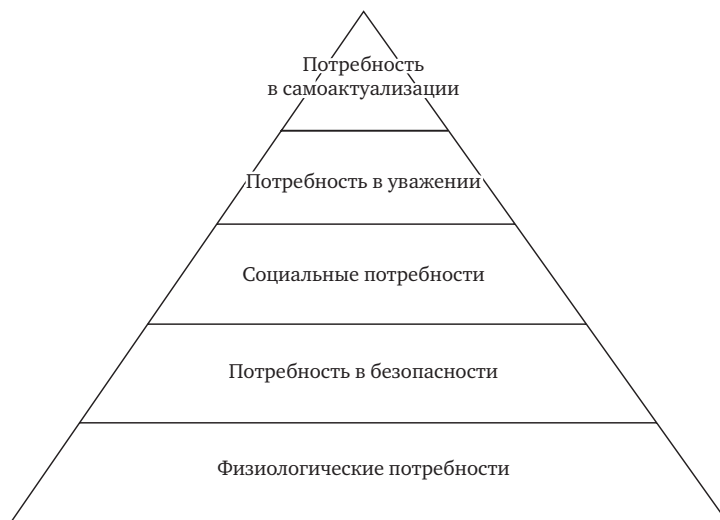 Потребность
в самоактуализации
Потребность в уважении
Социальные потребности
Потребность в безопасности
Физиологические потребности